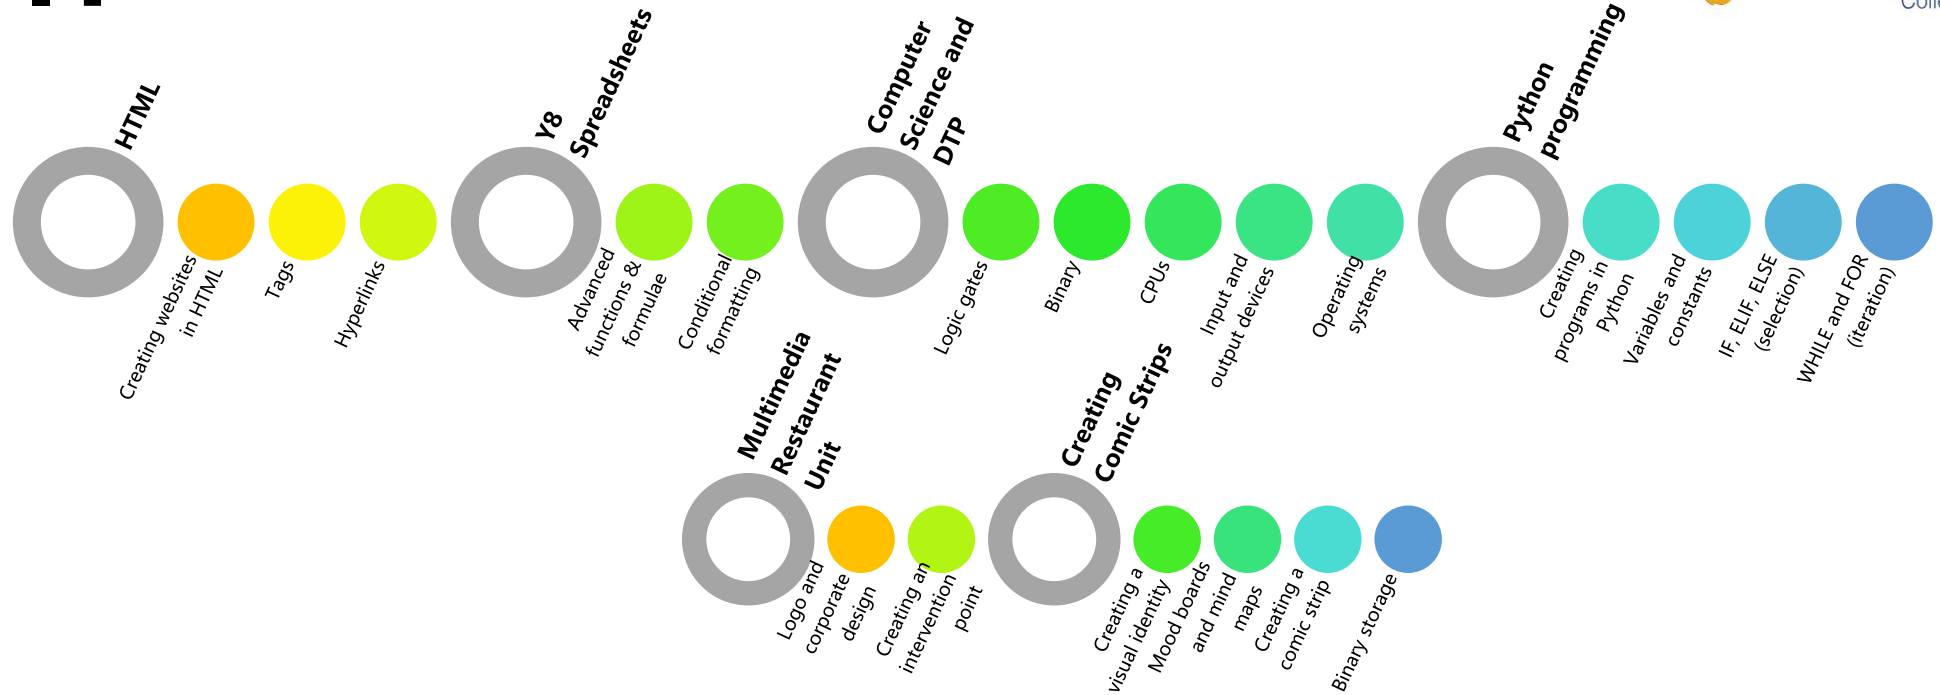 HTML
Creating websites
in HTML
Tags
Hyperlinks
Y8
Spreadsheets
Advanced
functions &
formulae
Conditional
formatting
Computer
Science and
DTP
Logic gates
Binary
CPUs
Input and
output devices
Operating
systems
Python
programming
Creating
programs in
Python
Variables and
constants
IF, ELIF, ELSE
(selection)
WHILE and FOR
(iteration)
Multimedia
Restaurant
Unit
Logo and
corporate
design
Creating an
intervention
point
Creating
Comic Strips
Creating a
visual identity
Mood boards
and mind
maps
Creating a
comic strip
Binary storage